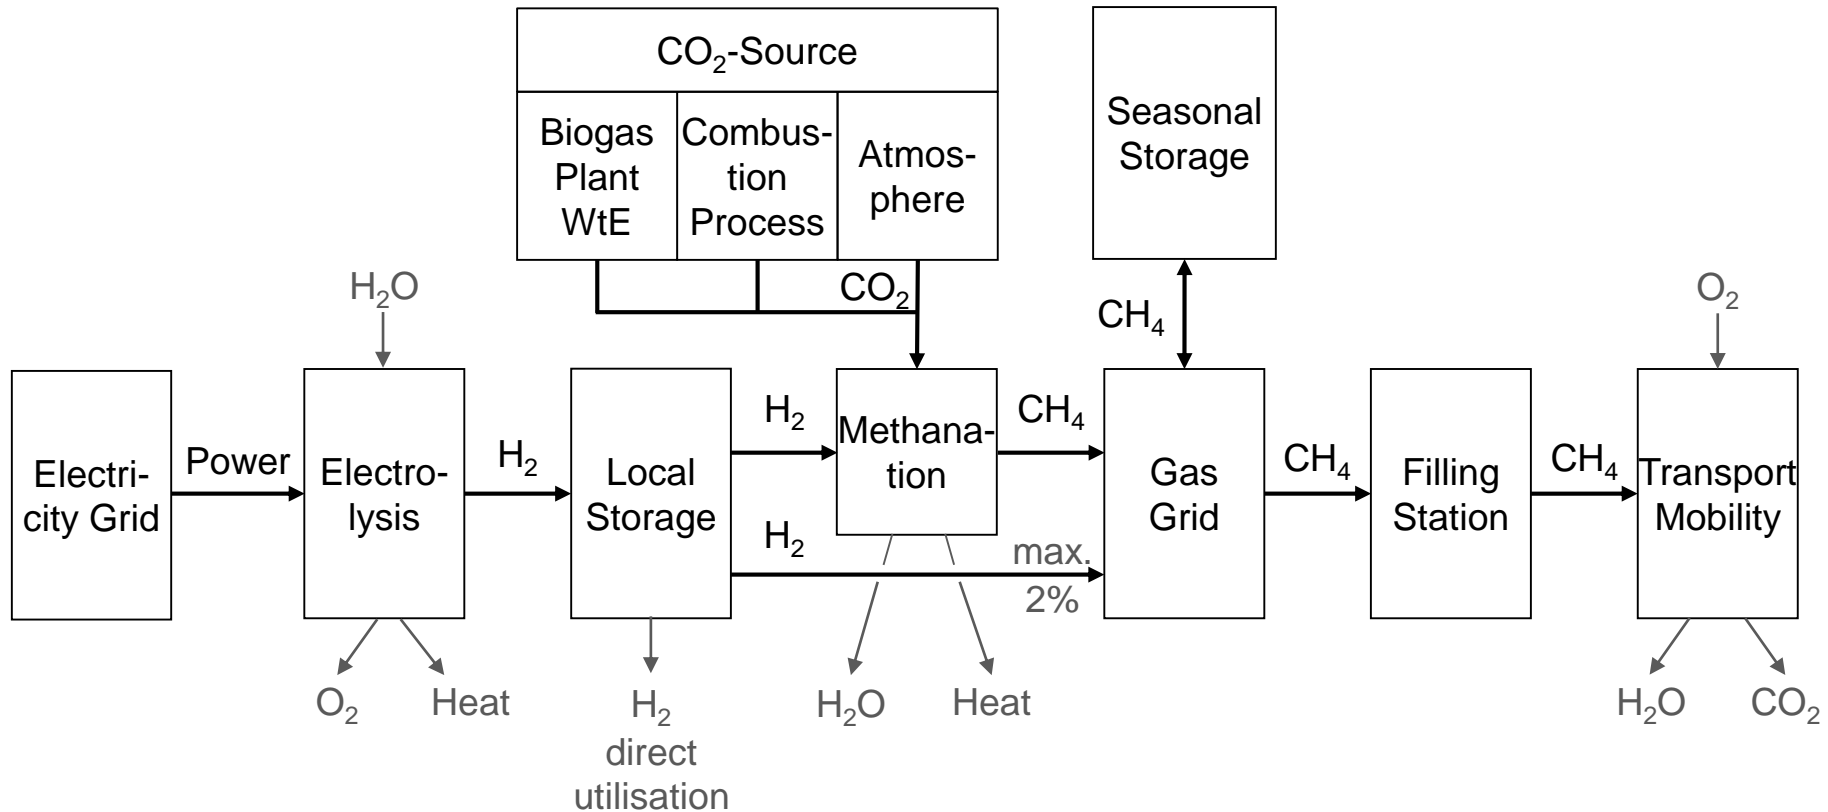 CO₂-Source
Biogas
Plant
WtE
Combus-
tion
Process
Atmos-
phere
Seasonal
Storage
H₂O
CO₂
CH₄
O₂
Electri-
city Grid
Power
Electro-
lysis
H₂
Local
Storage
H₂
H₂
Methana-
tion
CH₄
max.
2%
Gas
Grid
CH₄
Filling
Station
CH₄
Transport
Mobility
O₂
Heat
H₂
direct
utilisation
H₂O
Heat
H₂O
CO₂